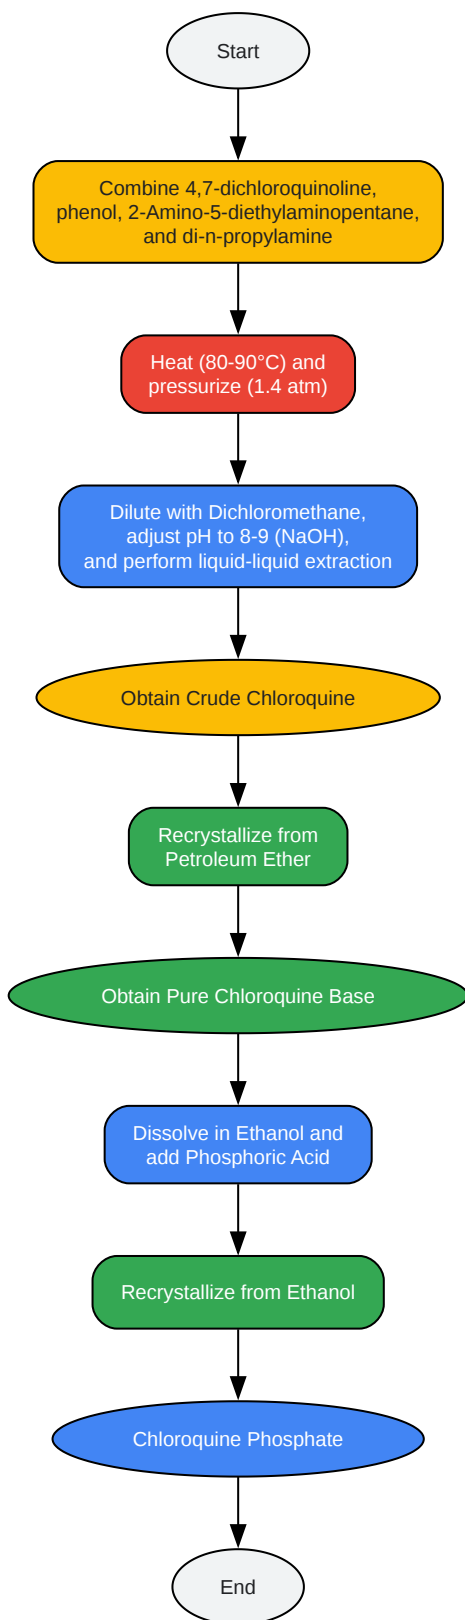 Start
Combine 4,7-dichloroquinoline,
phenol, 2-Amino-5-diethylaminopentane,
and di-n-propylamine
Heat (80-90°C) and
pressurize (1.4 atm)
Dilute with Dichloromethane,
adjust pH to 8-9 (NaOH),
and perform liquid-liquid extraction
Obtain Crude Chloroquine
Recrystallize from
Petroleum Ether
Obtain Pure Chloroquine Base
Dissolve in Ethanol and
add Phosphoric Acid
Recrystallize from Ethanol
Chloroquine Phosphate
End